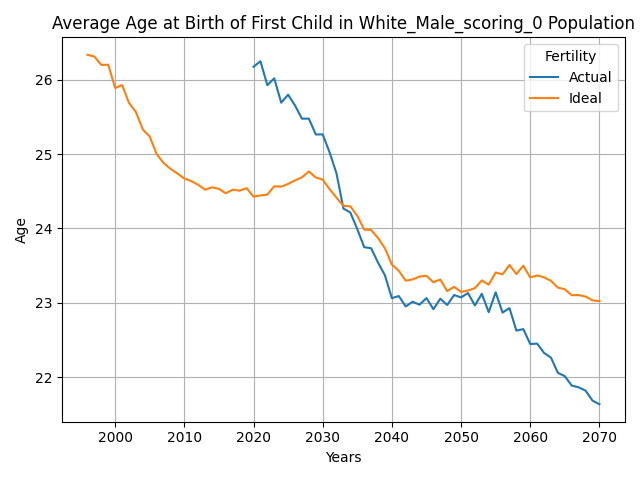 Average Age at Birth of First Child in White_Male_scoring_0 Population
Fertility
Actual
Ideal
Age
26
25
24
23
22
2000 2010 2020 2030 2040 2050 2060 2070
Years